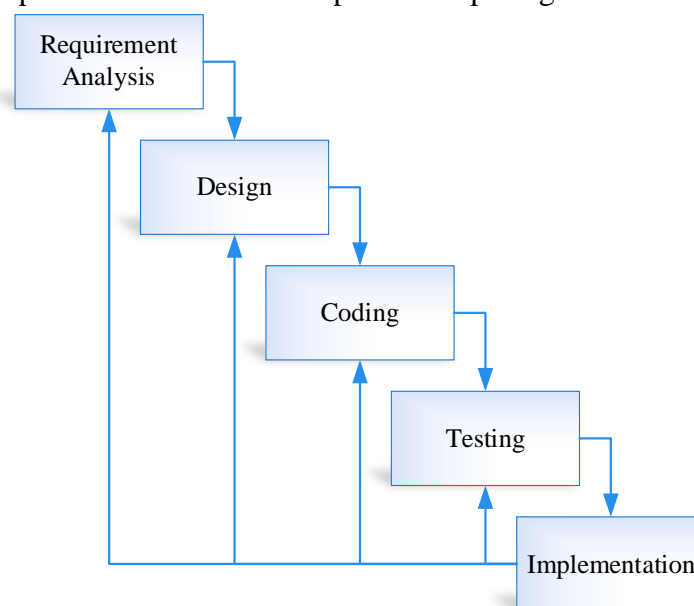 Requirement
Analysis
Design
Coding
Testing
Implementation